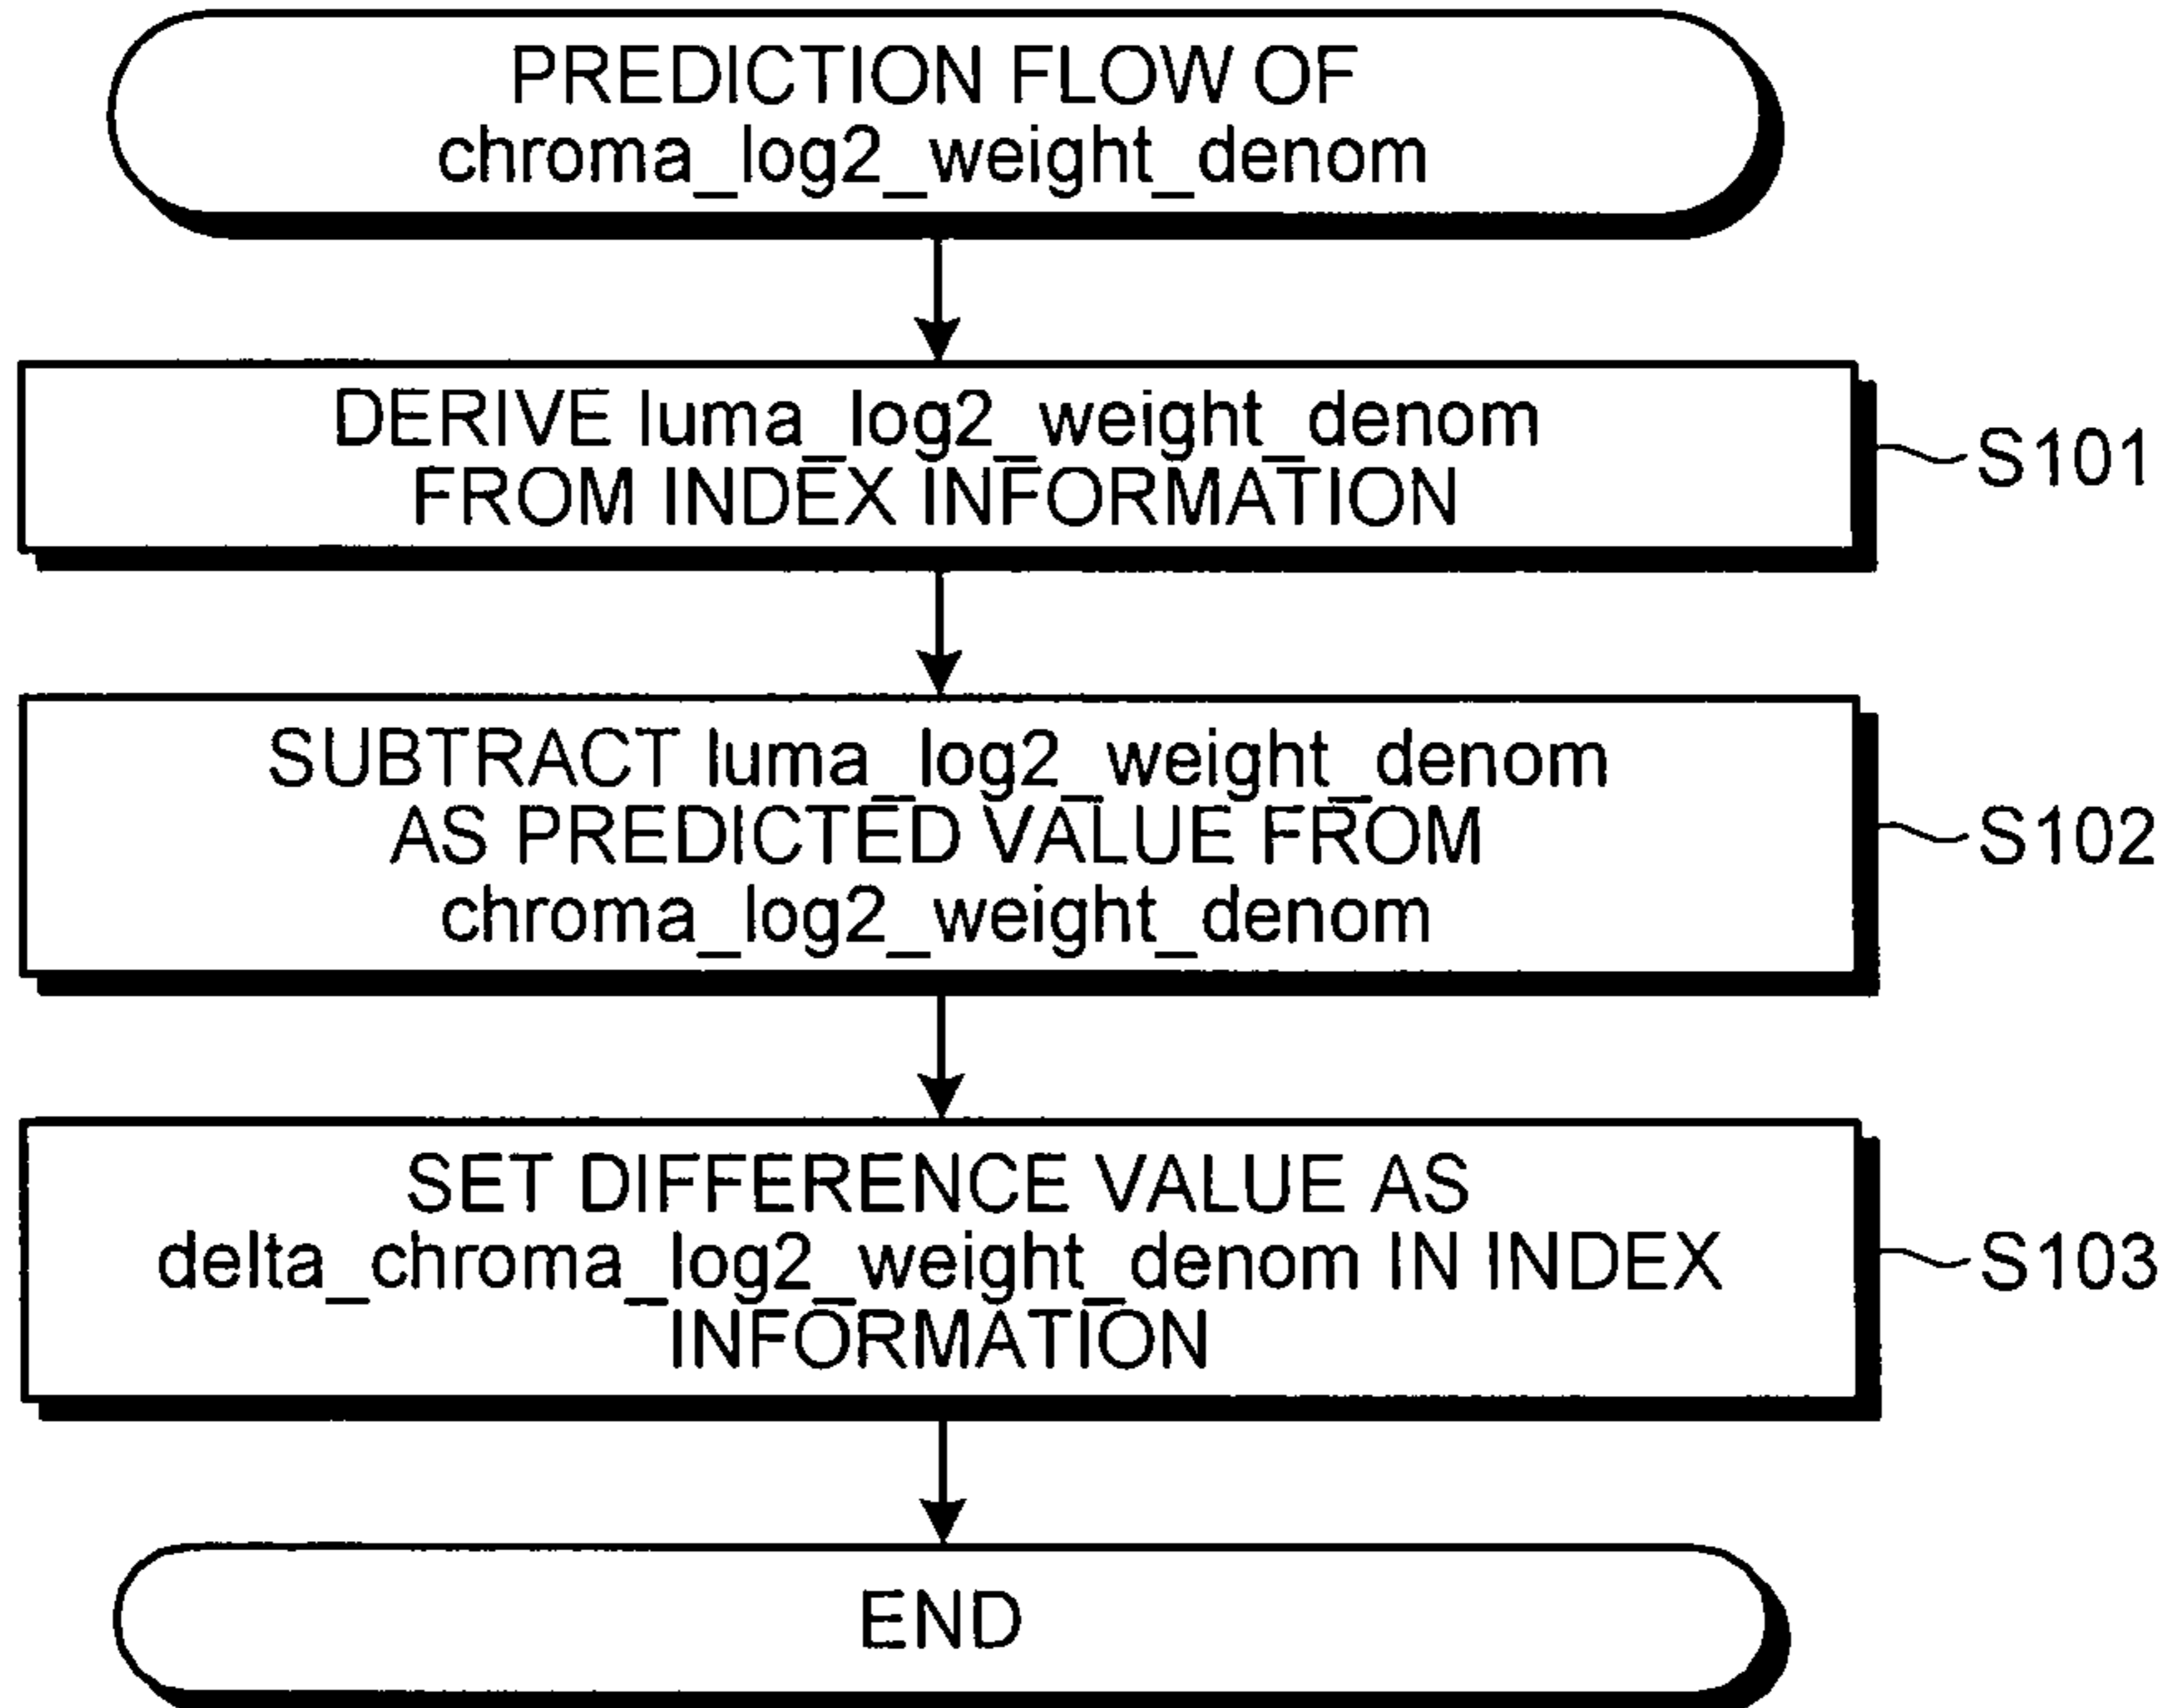 PREDICTION FLOW OF
chroma_log2_weight_denom
DERIVE luma_log2_weight_denom
FROM INDEX INFORMATION
S101
SUBTRACT luma_log2_weight_denom
AS PREDICTED VALUE FROM
chroma_log2_weight_denom
S102
SET DIFFERENCE VALUE AS
delta_chroma_log2_weight_denom IN INDEX
INFORMATION
S103
END